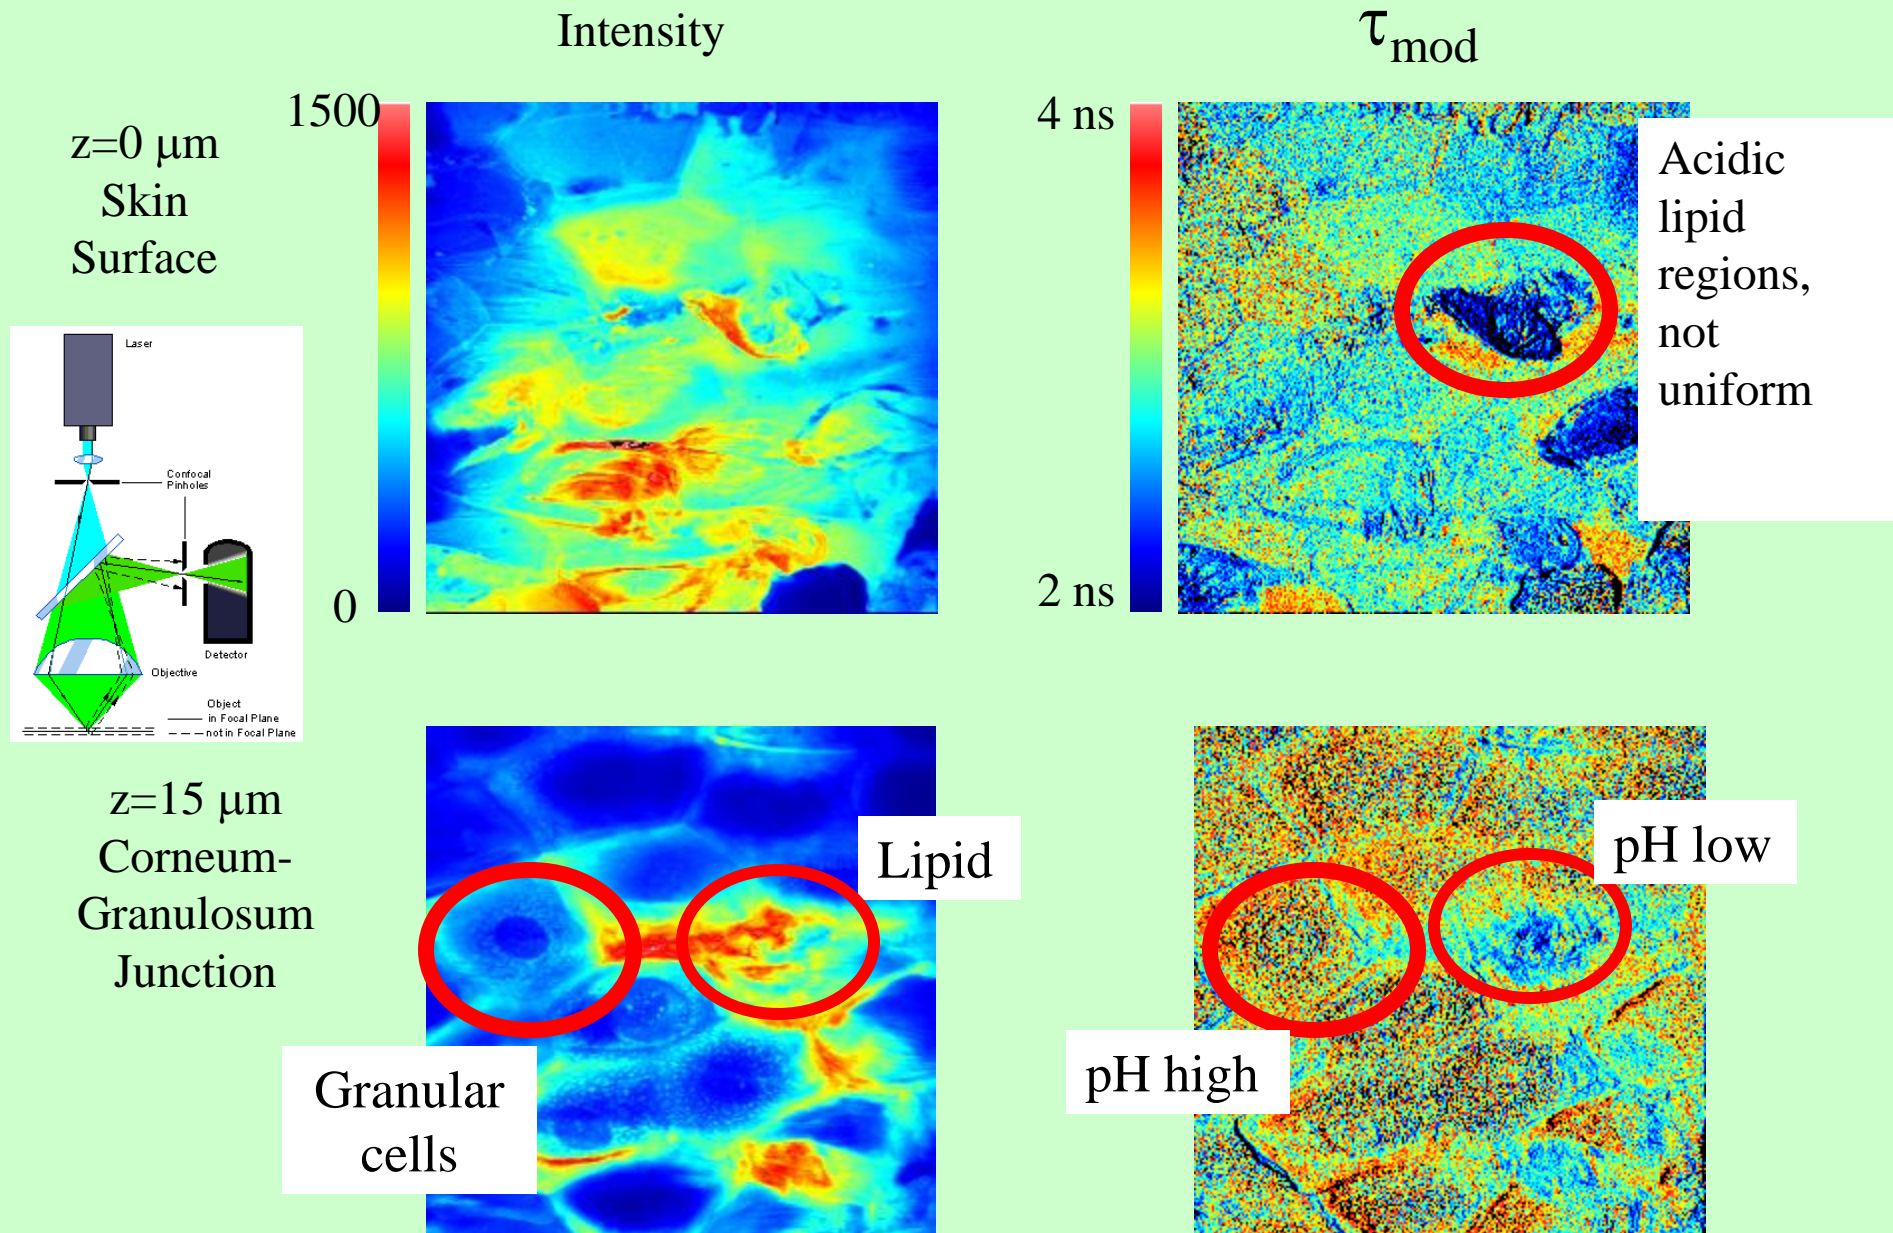 Intensity
τmod
1500
0
4 ns
2 ns
z=0 μm
Skin
Surface
Acidic
lipid
regions,
not
uniform
Laser
Confocal
Pinholes
Detector
Objective
Object
in Focal Plane
not in Focal Plane
z=15 μm
Corneum-
Granulosum
Junction
Lipid
Granular
cells
pH low
pH high